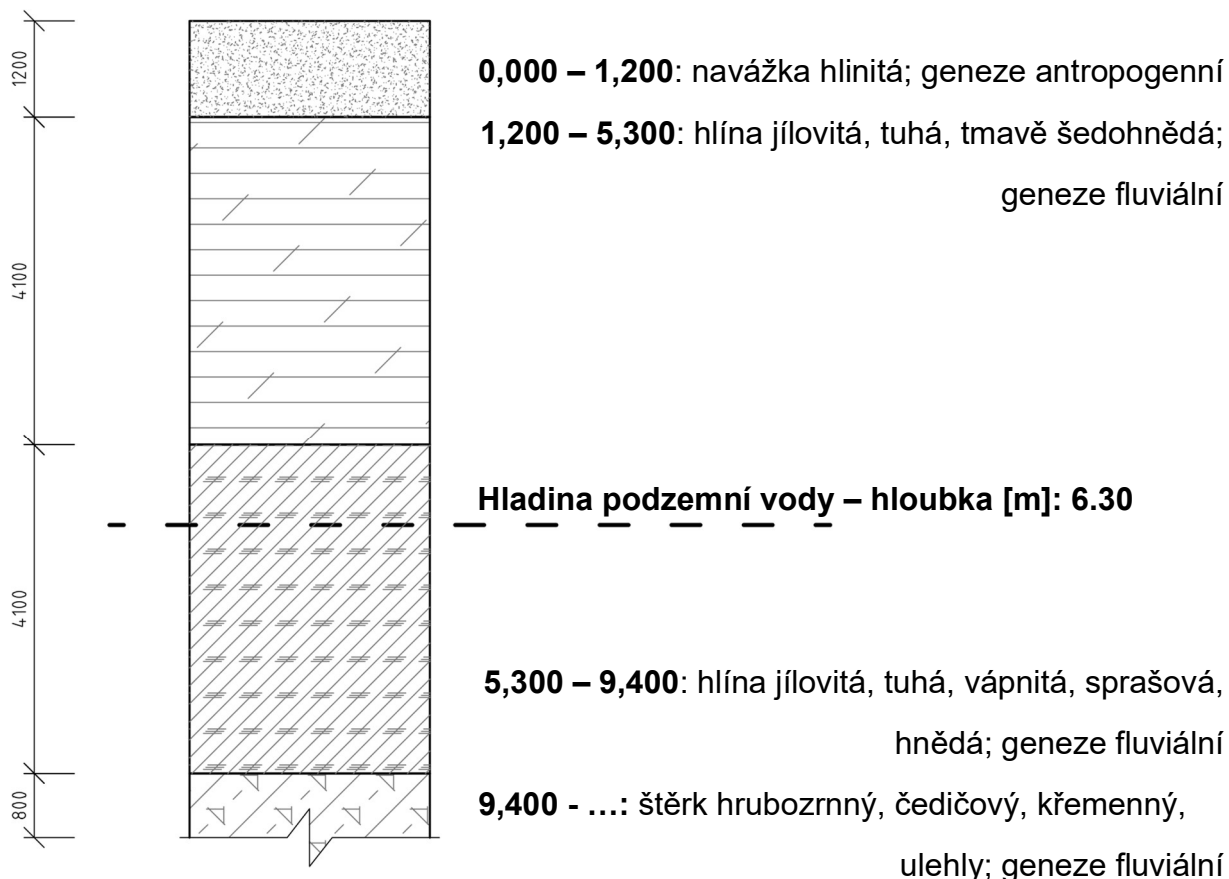 1200
0,000 – 1,200: navážka hlinitá; geneze antropogenní
1,200 – 5,300: hlína jílovitá, tuhá, tmavě šedohnědá;
geneze fluviální
4100
Hladina podzemní vody – hloubka [m]: 6.30
4100
5,300 – 9,400: hlína jílovitá, tuhá, vápnitá, sprašová,
hnědá; geneze fluviální
800
9,400 - …: štěrk hrubozrnný, čedičový, křemenný,
ulehly; geneze fluviální